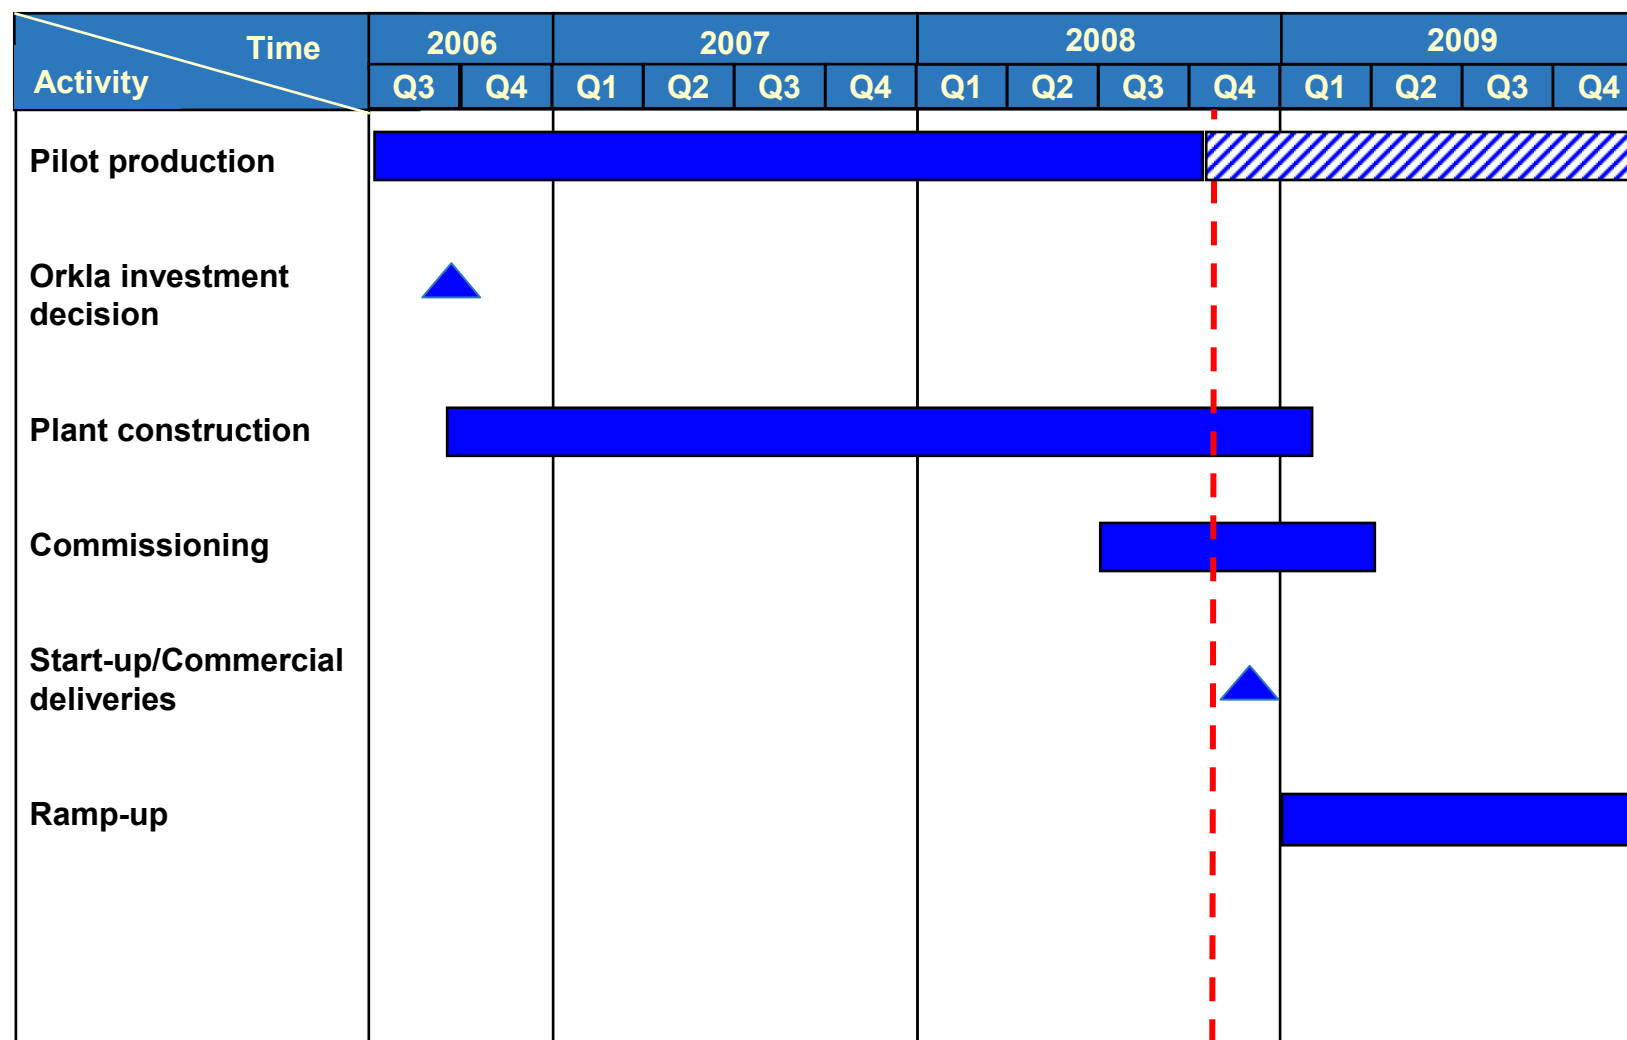 Time 2006 2007 2008 2009
Activity Q3 Q4 Q1 Q2 Q3 Q4 Q1 Q2 Q3 Q4 Q1 Q2 Q3 Q4
Pilot production
Orkla investment
decision
Plant construction
Commissioning
Start-up/Commercial
deliveries
Ramp-up